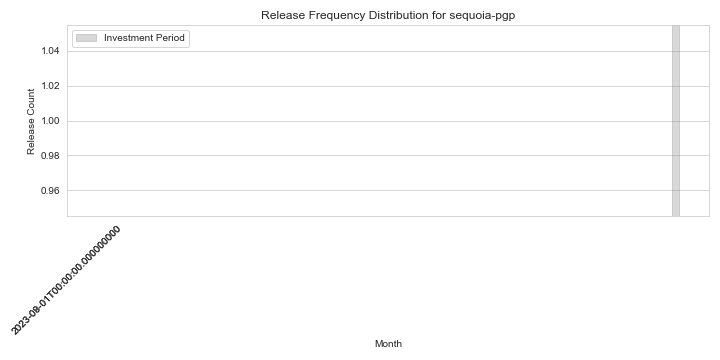 Release Frequency Distribution for sequoia-pgp
Investment Period
1.04
1.02
1.00
0.98
0.96
Release Count
2023-08-01T00:00:00.000000000
Month